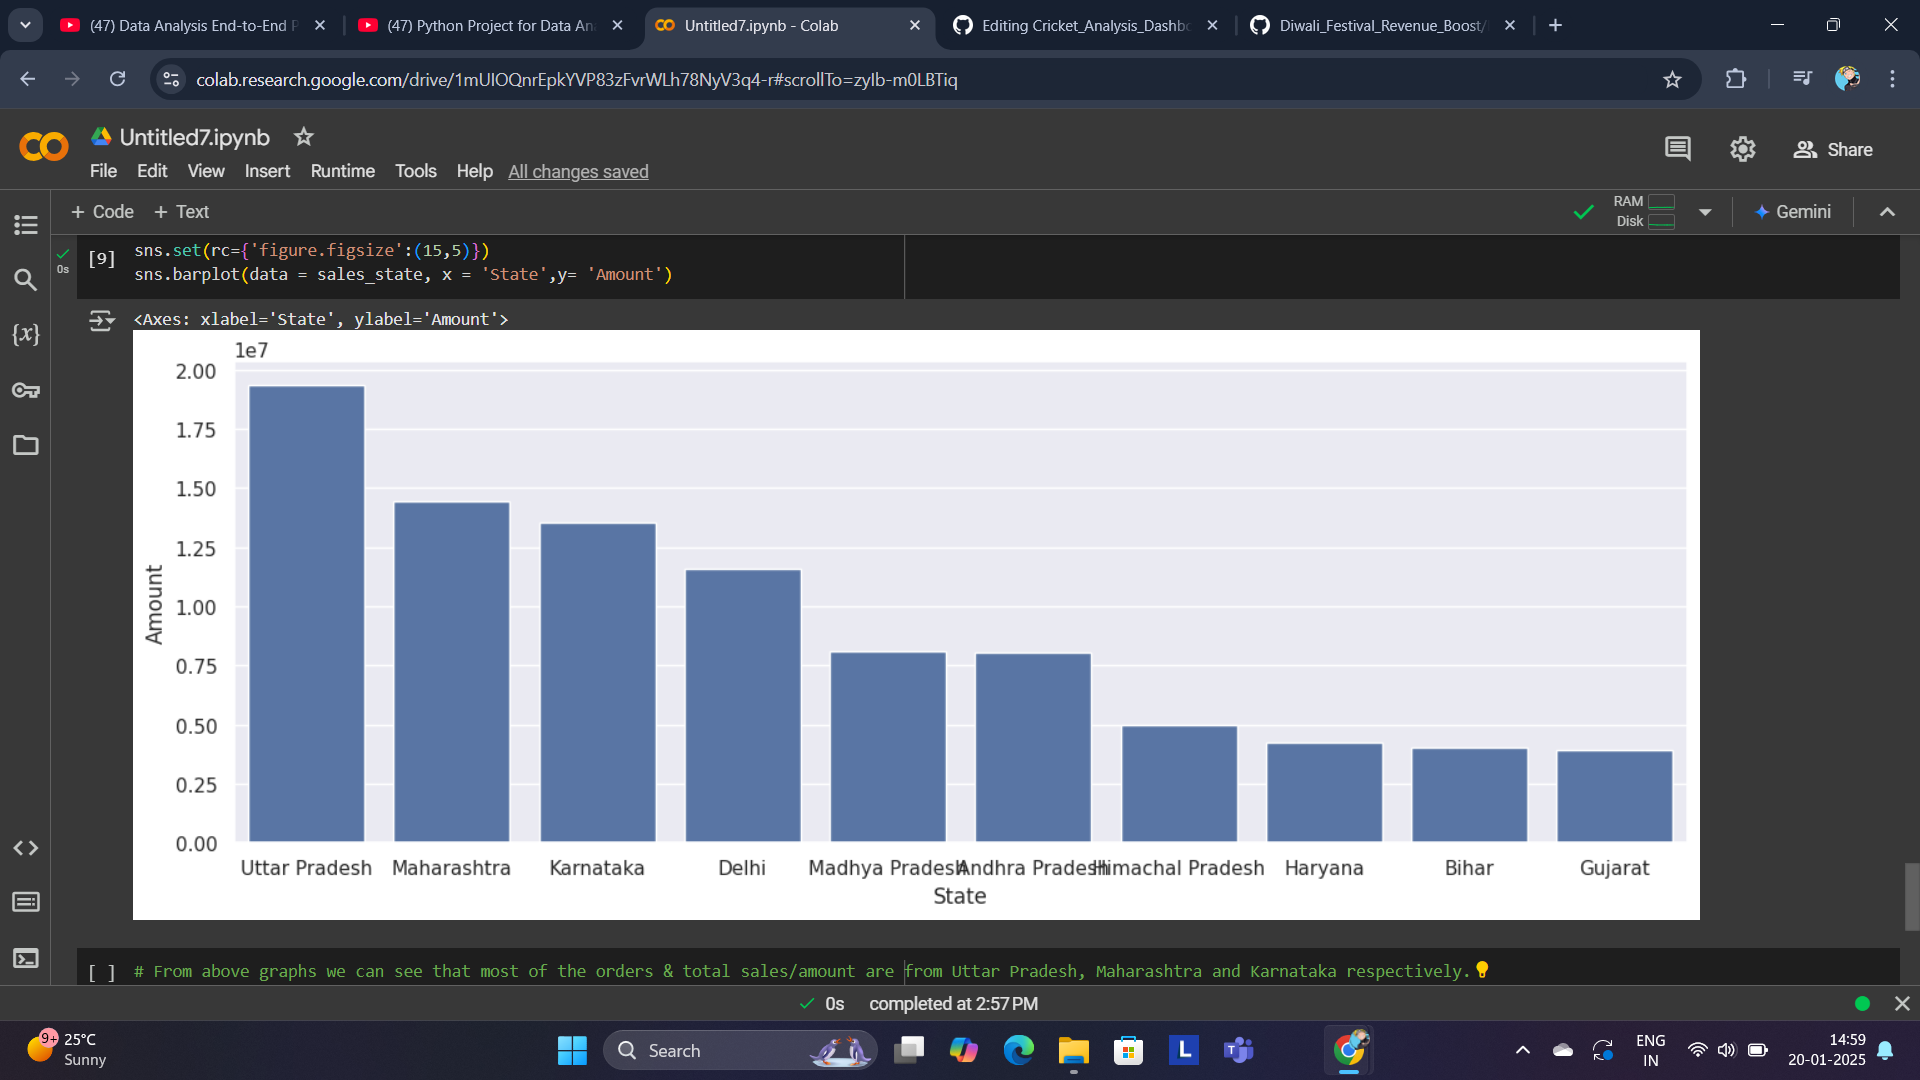 (47) Data Analysis End-to-End P
(47) Python Project for Data An
Untitled7.ipynb - Colab
Editing Cricket_Analysis_Dashbo
Diwali_Festival_Revenue_Boost/
colab.research.google.com/drive/1mUIOQnrEpkYVP83zFvrWLh78NyV3q4-r#scrollTo=zylb-m0LBTiq
CO
Untitled7.ipynb
Share
File Edit View Insert Runtime Tools Help All changes saved
+ Code + Text
RAM
Disk
Gemini
0s
[9]
sns.set(rc={'figure.figsize':(15,5)})
sns.barplot(data = sales_state, x = 'State',y= 'Amount')
{x}
<Axes: xlabel='State', ylabel='Amount'>
1e7
2.00
1.75
1.50
1.25
1.00
0.75
0.50
0.25
0.00
Amount
Uttar Pradesh Maharashtra Karnataka Delhi Madhya Pradesh Andhra Pradesh Himachal Pradesh Haryana Bihar Gujarat
State
[ ] # From above graphs we can see that most of the orders & total sales/amount are from Uttar Pradesh, Maharashtra and Karnataka respectively.
0s completed at 2:57 PM
9+
25°C
Sunny
Search
L
T
ENG
IN
14:59
20-01-2025